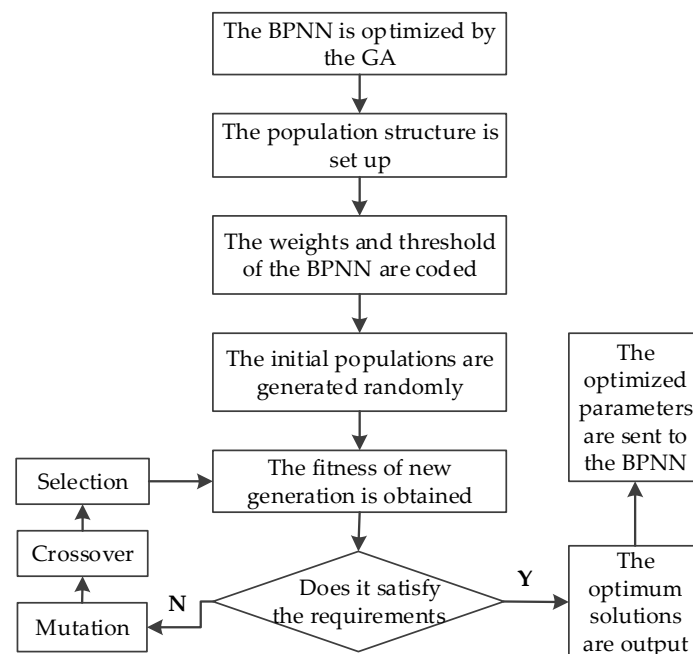 The BPNN is optimized by
the GA
The population structure is
set up
The weights and threshold
of the BPNN are coded
The initial populations are
generated randomly
The
optimized
parameters
are sent to
the BPNN
Selection
The fitness of new
generation is obtained
Crossover
Does it satisfy
the requirements
N
Y
Mutation
The
optimum
solutions
are output